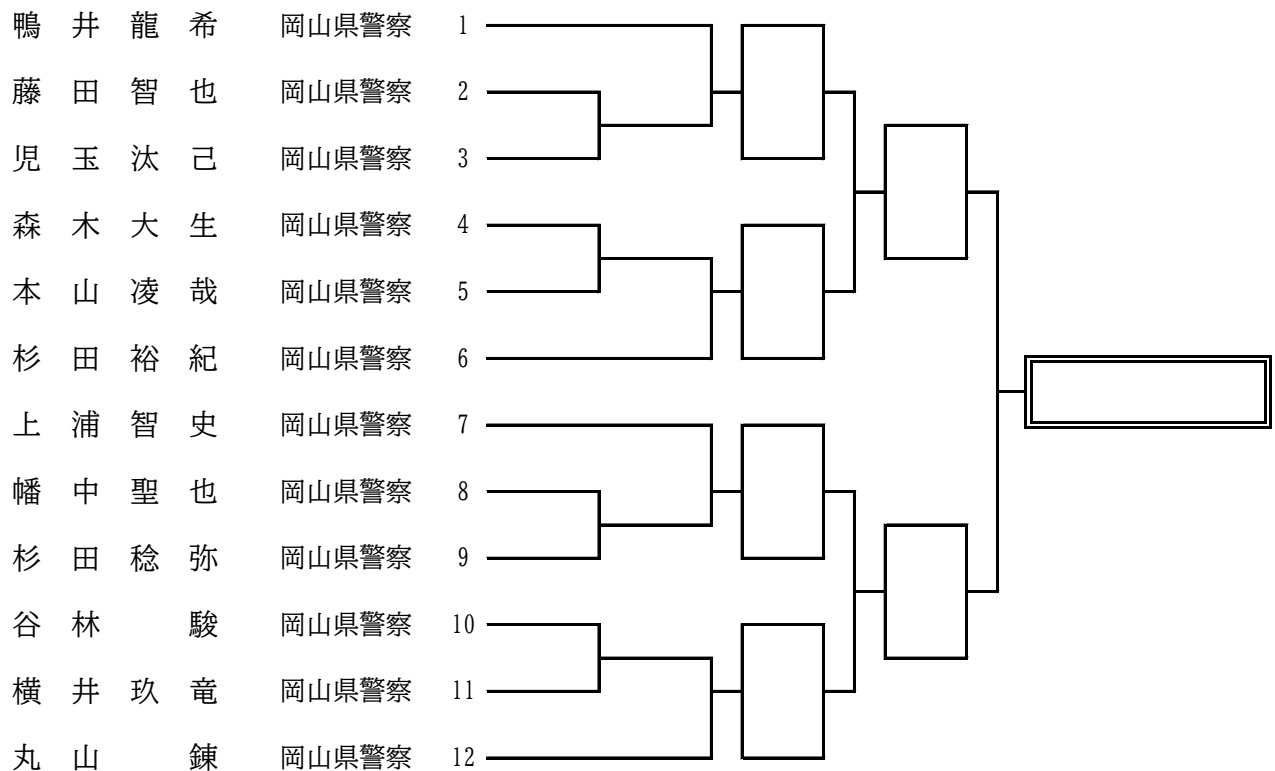 鴨井龍希 岡山県警察 1
藤田智也 岡山県警察 2
児玉汰己 岡山県警察 3
森木大生 岡山県警察 4
本山凌哉 岡山県警察 5
杉田裕紀 岡山県警察 6
上浦智史 岡山県警察 7
幡中聖也 岡山県警察 8
杉田稔弥 岡山県警察 9
谷林 駿 岡山県警察 10
横井玖竜 岡山県警察 11
丸山 錬 岡山県警察 12